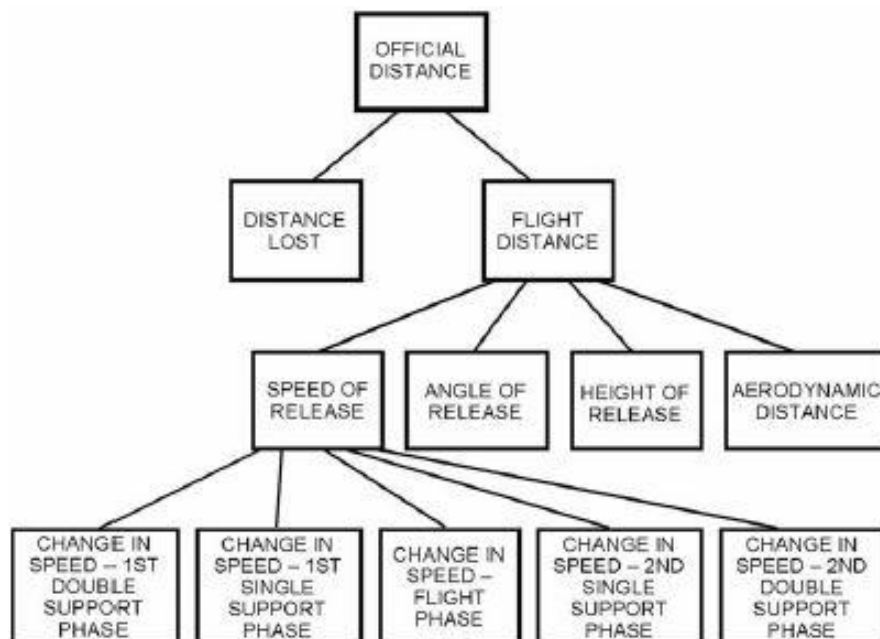 OFFICIAL
DISTANCE
DISTANCE
LOST
FLIGHT
DISTANCE
SPEED OF
RELEASE
ANGLE OF
RELEASE
HEIGHT OF
RELEASE
AERODYNAMIC
DISTANCE
CHANGE IN
SPEED – 1ST
DOUBLE
SUPPORT
PHASE
CHANGE IN
SPEED – 1ST
SINGLE
SUPPORT
PHASE
CHANGE IN
SPEED –
FLIGHT
PHASE
CHANGE IN
SPEED – 2ND
SINGLE
SUPPORT
PHASE
CHANGE IN
SPEED – 2ND
DOUBLE
SUPPORT
PHASE